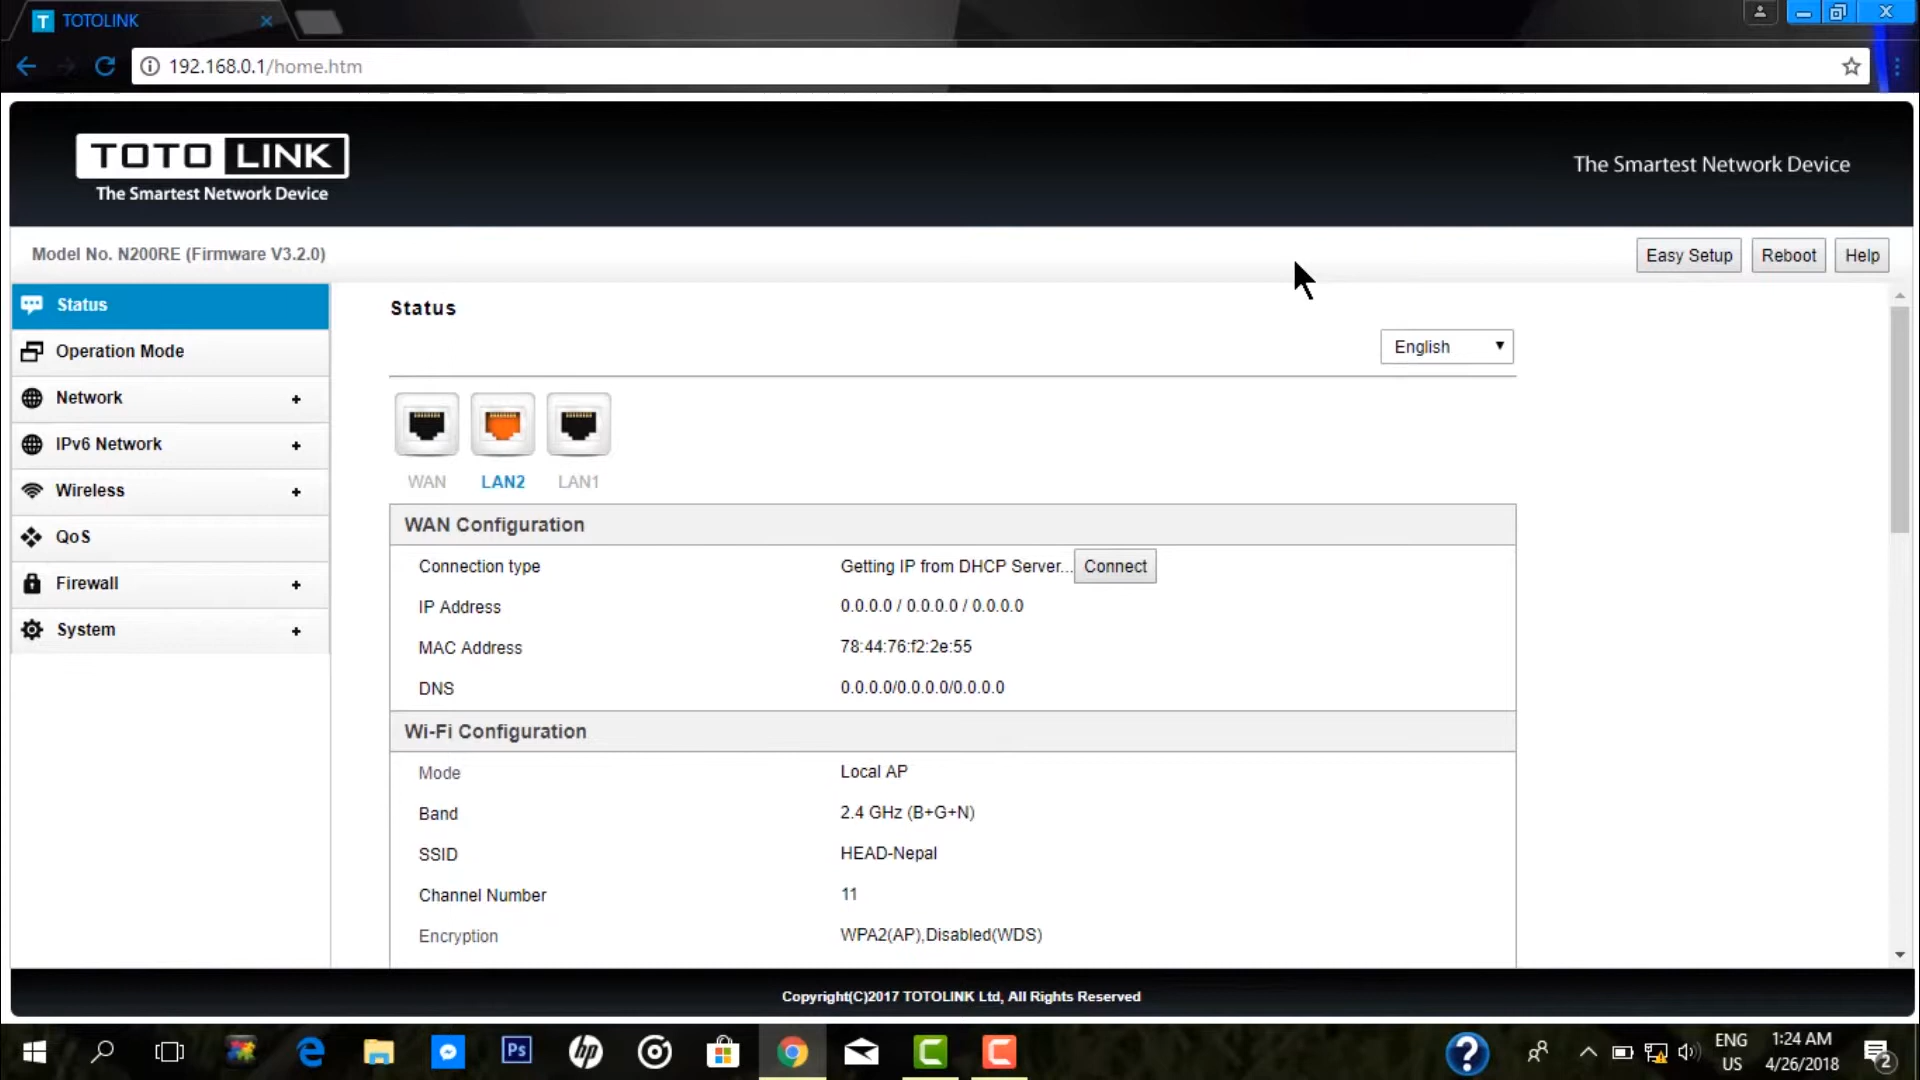 TOTOLINK
192.168.0.1/home.htm
TOTO LINK
The Smartest Network Device
The Smartest Network Device
Model No. N200RE (Firmware V3.2.0)
Easy Setup
Reboot
Help
Status
Operation Mode
Network +
IPv6 Network +
Wireless +
QoS
Firewall +
System +
Status
English
WAN LAN2 LAN1
WAN Configuration
Connection type Getting IP from DHCP Server... Connect
IP Address 0.0.0.0 / 0.0.0.0 / 0.0.0.0
MAC Address 78:44:76:f2:2e:55
DNS 0.0.0.0/0.0.0.0/0.0.0.0
Wi-Fi Configuration
Mode Local AP
Band 2.4 GHz (B+G+N)
SSID HEAD-Nepal
Channel Number 11
Encryption WPA2(AP),Disabled(WDS)
Copyright(C)2017 TOTOLINK Ltd, All Rights Reserved
Ps
hp
ENG
US
1:24 AM
4/26/2018
2